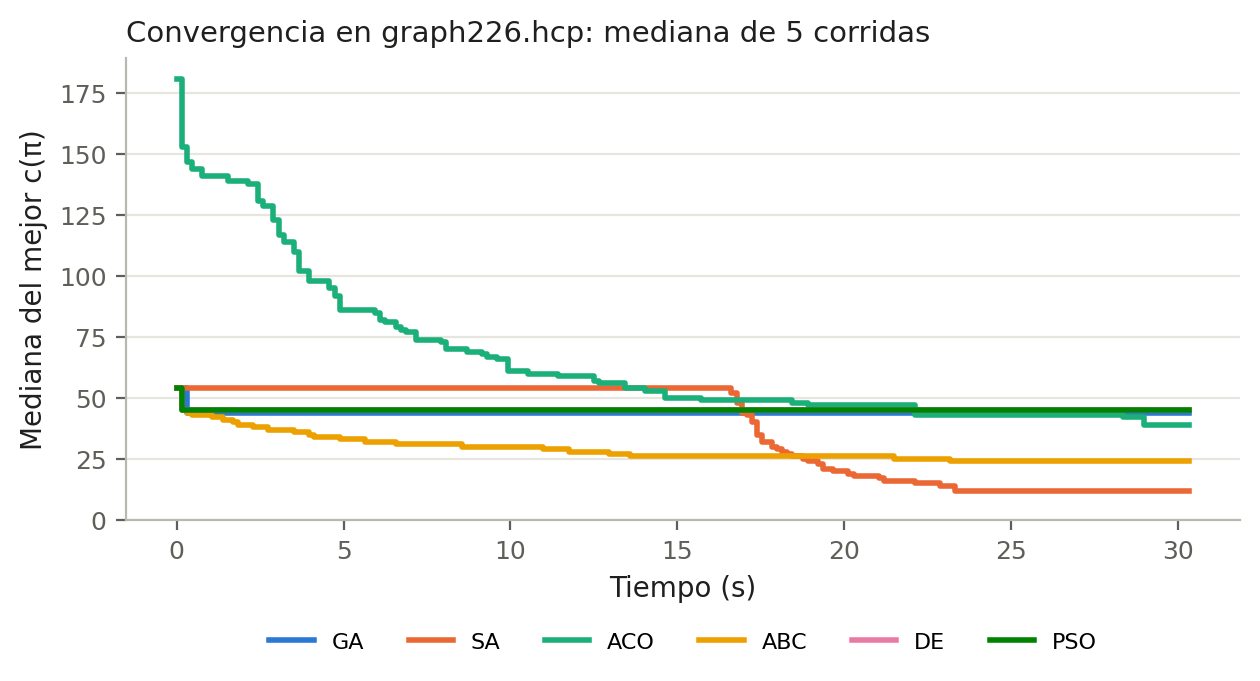 Convergencia en graph226.hcp: mediana de 5 corridas
Mediana del mejor c(π)
175
150
125
100
75
50
25
0
0 5 10 15 20 25 30
Tiempo (s)
GA SA ACO ABC DE PSO